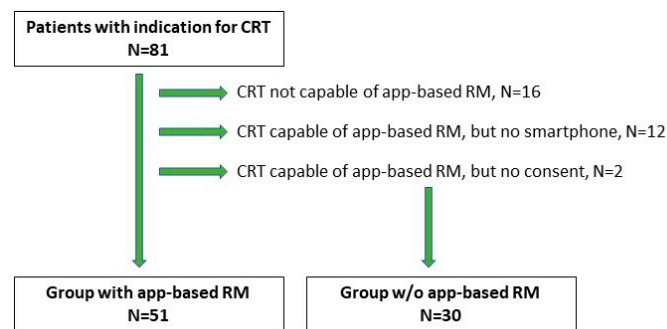 Patients with indication for CRT
N=81
CRT not capable of app-based RM, N=16
CRT capable of app-based RM, but no smartphone, N=12
CRT capable of app-based RM, but no consent, N=2
Group with app-based RM
N=51
Group w/o app-based RM
N=30